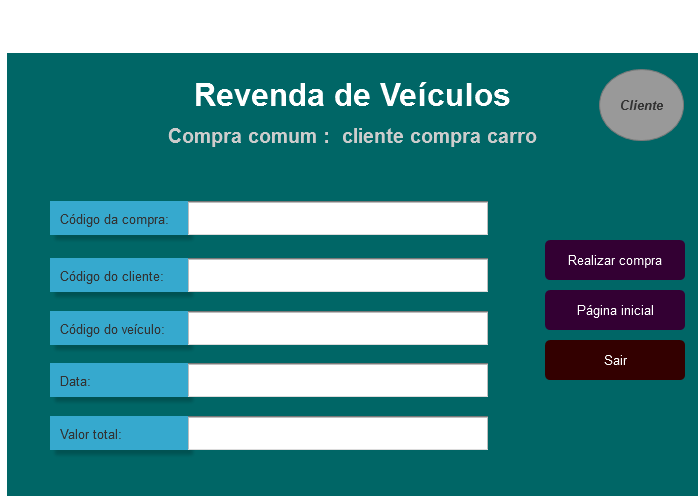 Revenda de Veículos
Cliente
Compra comum : cliente compra carro
Código da compra:
Código do cliente:
Realizar compra
Página inicial
Código do veículo:
Sair
Data:
Valor total: